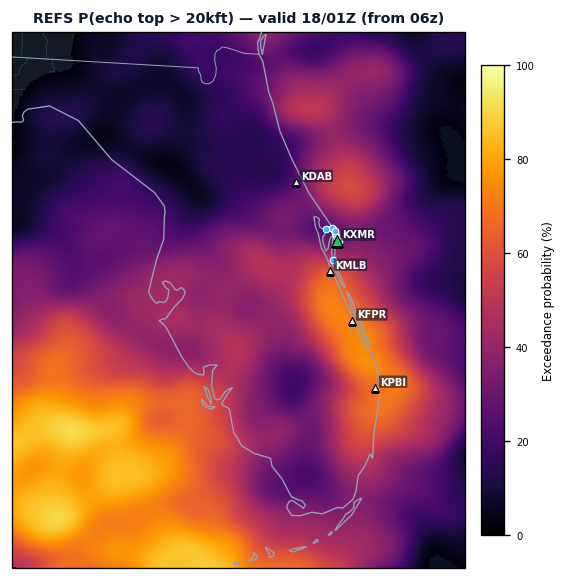 REFS P(echo top > 20kft) — valid 18/01Z (from 06z)
KDAB
KXMR
KMLB
KFPR
KPBI
100
80
60
40
20
0
Exceedance probability (%)